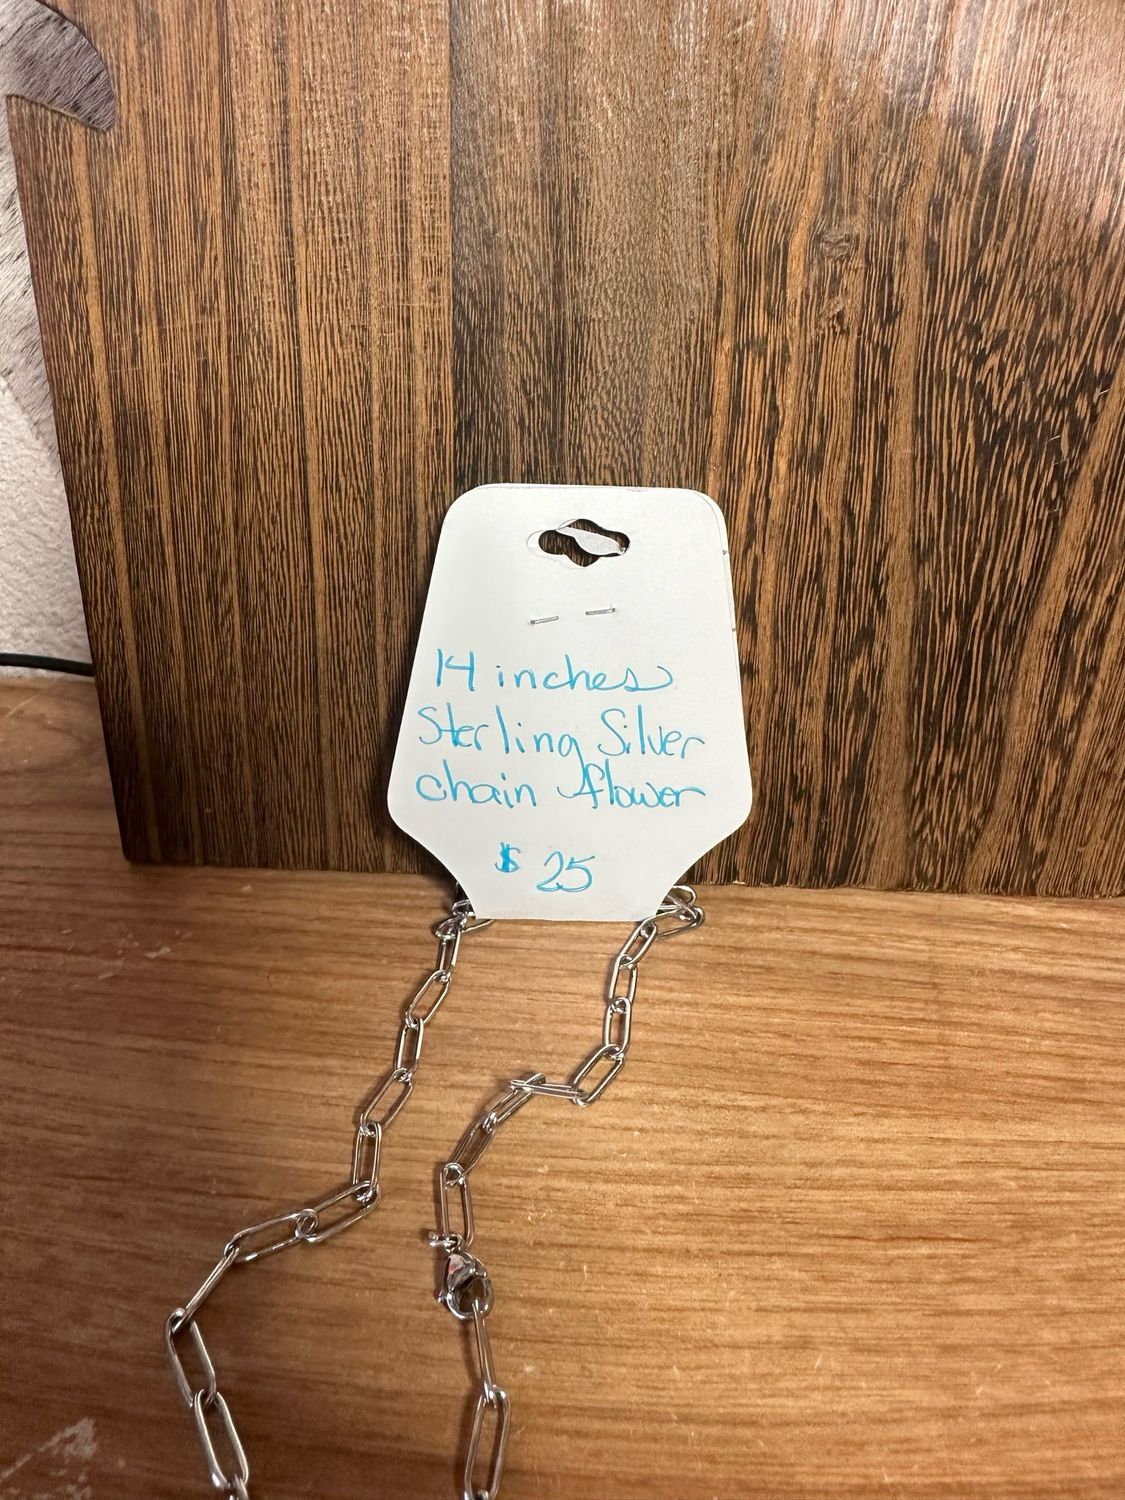 14 inches
Sterling Silver
chain flower
$ 25